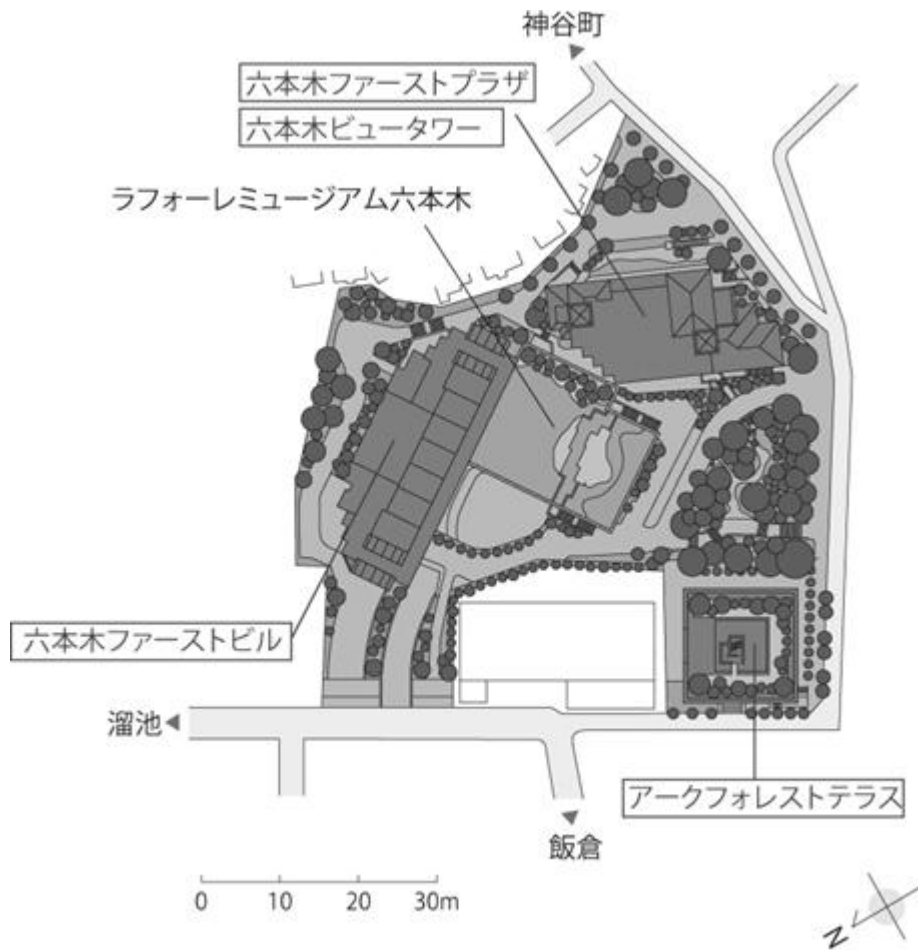 神谷町
六本木ファーストプラザ
六本木ビュータワー
ラフォーレミュージアム六本木
六本木ファーストビル
溜池
アークフォレストテラス
飯倉
0 10 20 30m
N